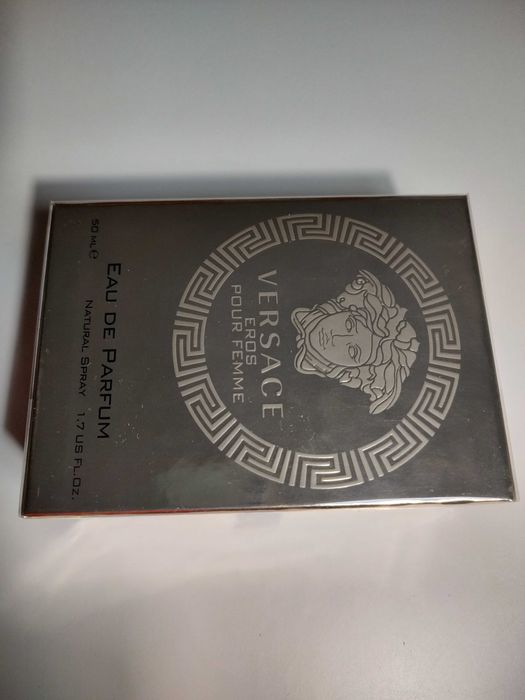 VERSACE
EROS
POUR FEMME
EAU DE PARFUM
50 ML e NATURAL SPRAY 1.7 US FL.OZ.